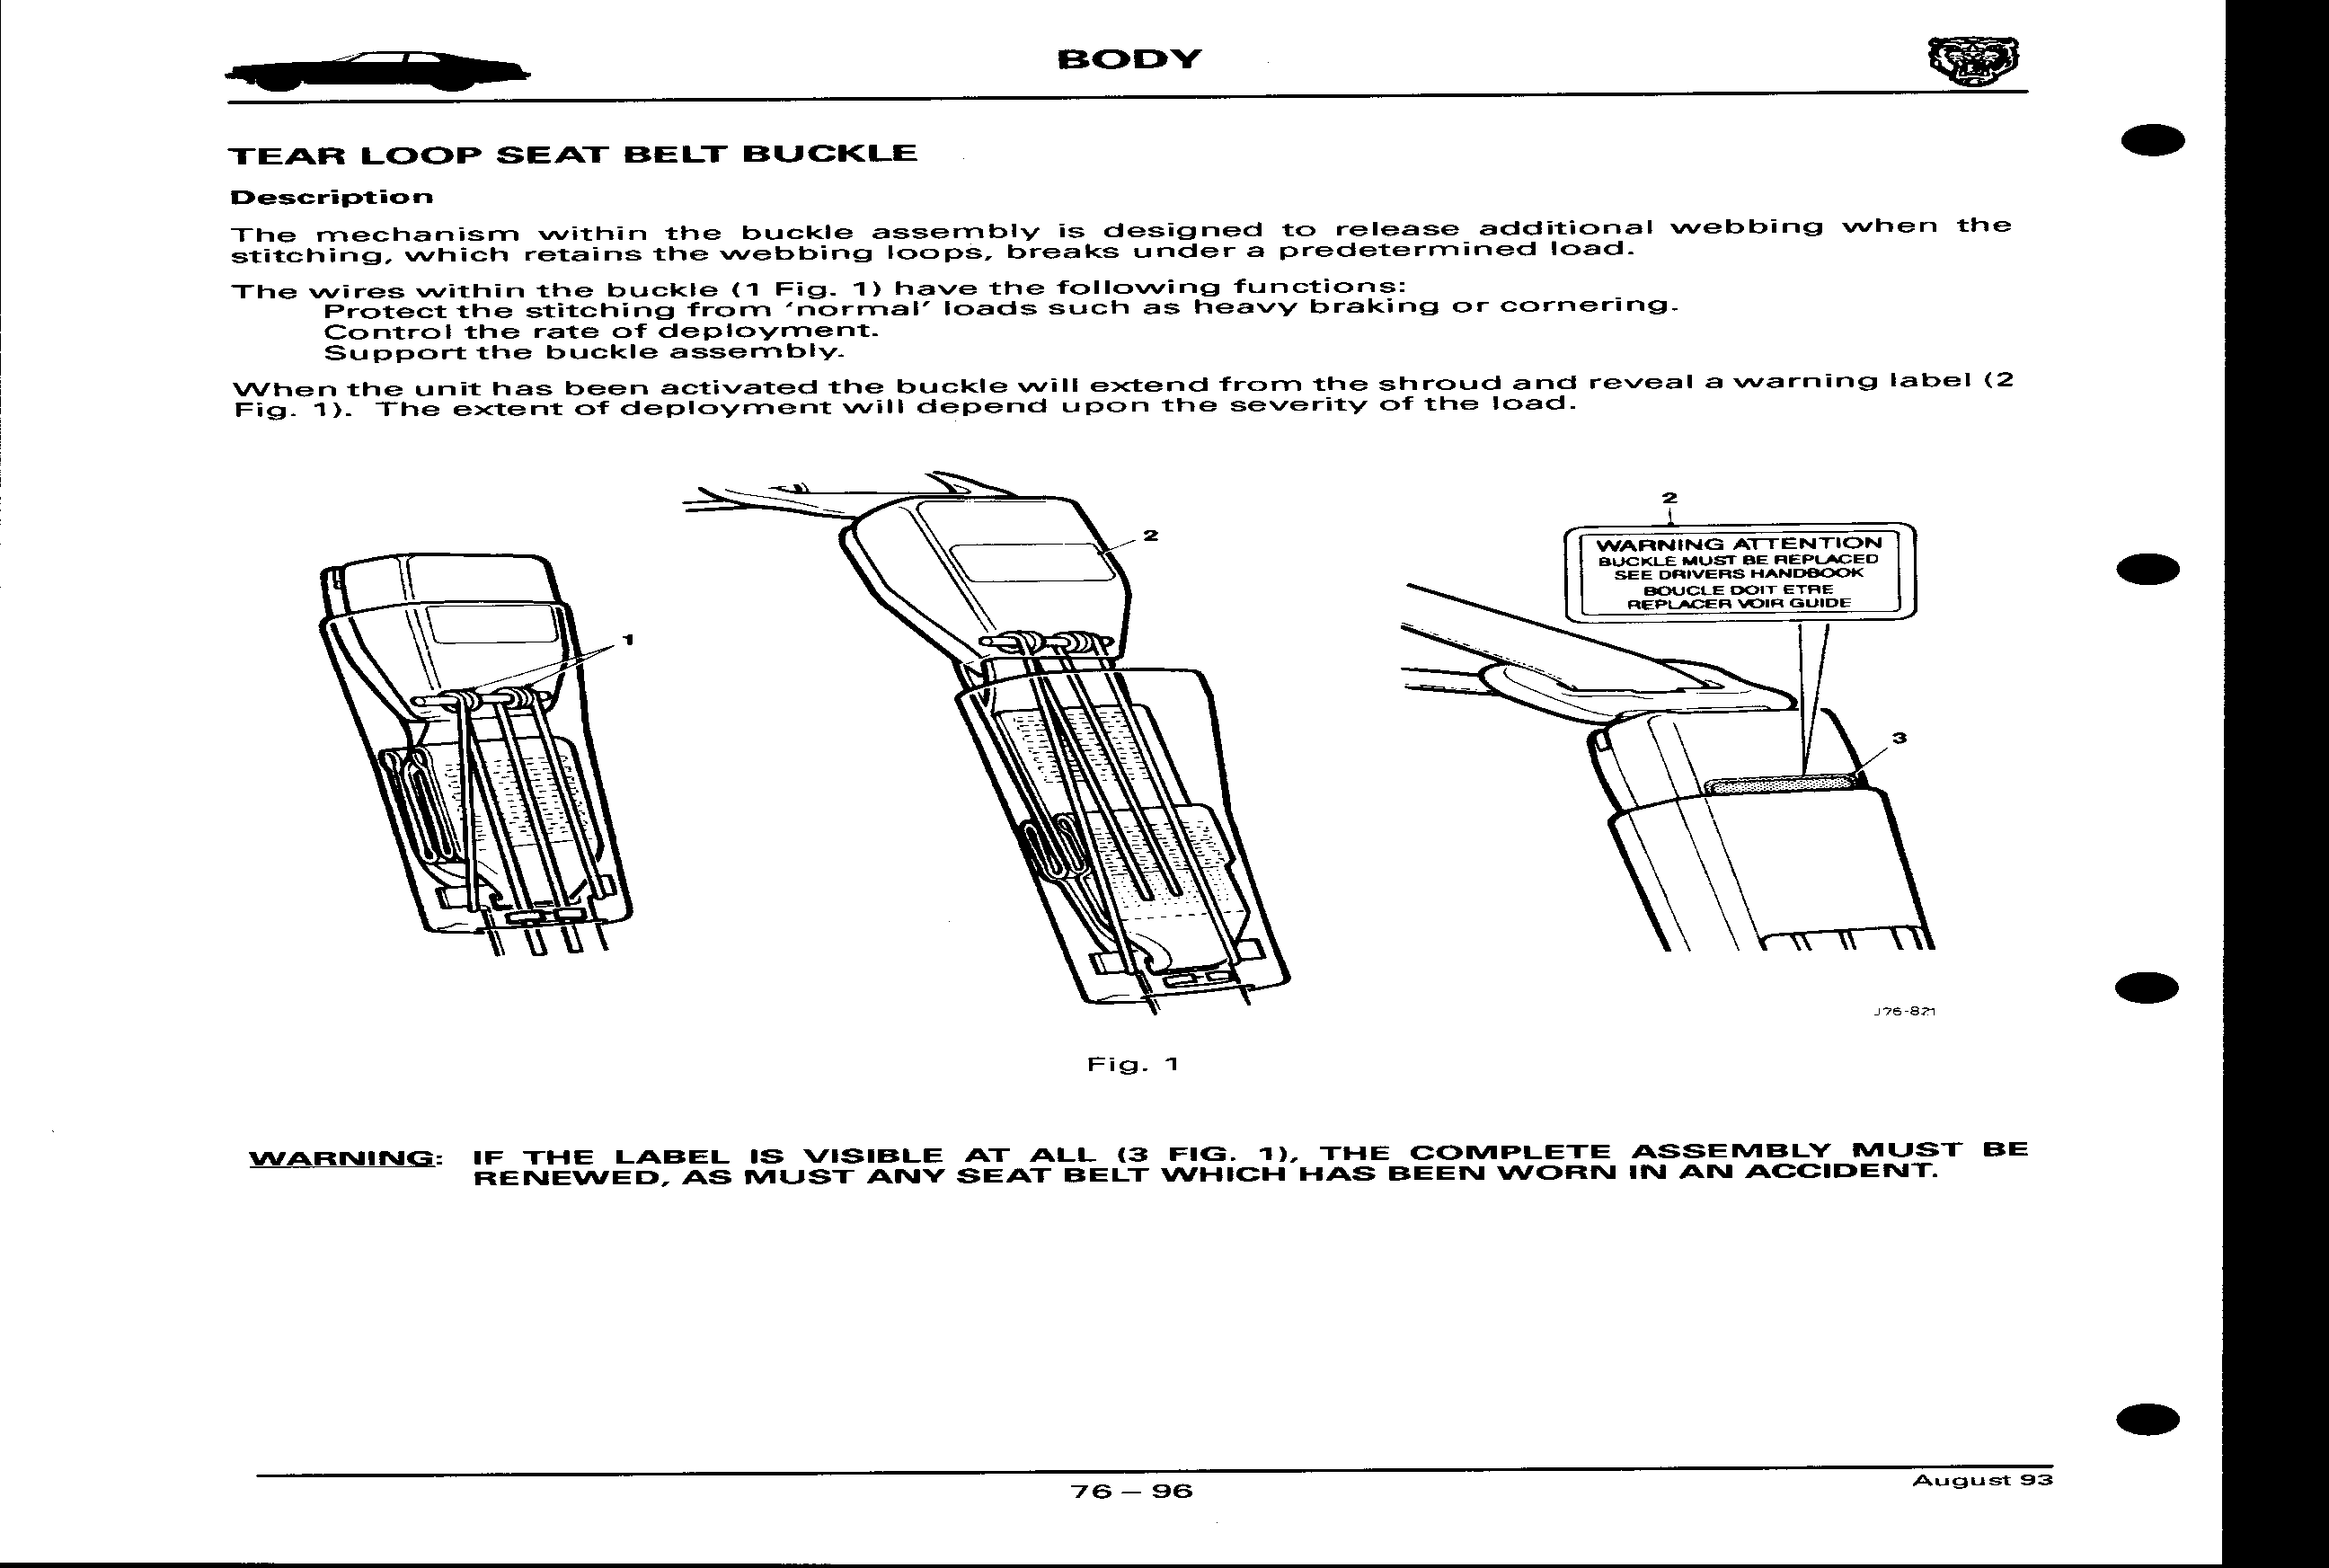 BODY
TEAR LOOP SEAT BELT BUCKLE
Description
The mechanism within the buckle assembly is designed to release additional webbing when the
stitching, which retains the webbing loops, breaks under a predetermined load.
The wires within the buckle (1 Fig. 1) have the following functions:
Protect the stitching from 'normal' loads such as heavy braking or cornering.
Control the rate of deployment.
Support the buckle assembly.
When the unit has been activated the buckle will extend from the shroud and reveal a warning label (2
Fig. 1). The extent of deployment will depend upon the severity of the load.
1
2
2
WARNING ATTENTION
BUCKLE MUST BE REPLACED
SEE DRIVERS HANDBOOK
BOUCLE DOIT ETRE
REPLACER VOIR GUIDE
3
J76-821
Fig. 1
WARNING: IF THE LABEL IS VISIBLE AT ALL (3 FIG. 1), THE COMPLETE ASSEMBLY MUST BE
RENEWED, AS MUST ANY SEAT BELT WHICH HAS BEEN WORN IN AN ACCIDENT.
76 – 96
August 93